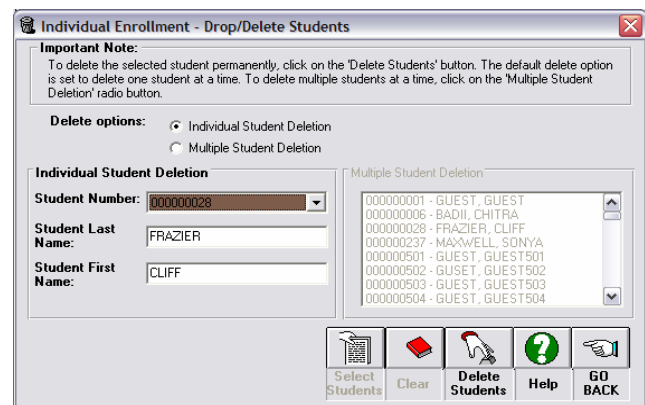 Individual Enrollment - Drop/Delete Students
Important Note:
To delete the selected student permanently, click on the 'Delete Students' button. The default delete option
is set to delete one student at a time. To delete multiple students at a time, click on the 'Multiple Student
Deletion' radio button.
Delete options:
Individual Student Deletion
Multiple Student Deletion
Individual Student Deletion
Student Number: 000000028
Student Last
Name: FRAZIER
Student First
Name: CLIFF
Multiple Student Deletion
000000001 - GUEST, GUEST
000000006 - BADII, CHITRA
000000028 - FRAZIER, CLIFF
000000237 - MAXWELL, SONYA
000000501 - GUEST, GUEST501
000000502 - GUSET, GUEST502
000000503 - GUEST, GUEST503
000000504 - GUEST, GUEST504
Select
Students
Clear
Delete
Students
Help
GO
BACK